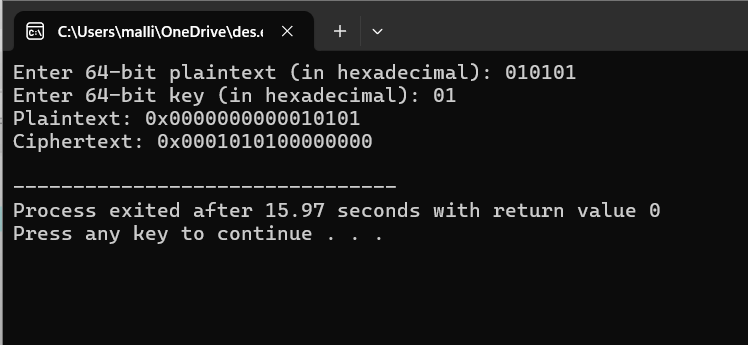 C:\Users\malli\OneDrive\des.e
Enter 64-bit plaintext (in hexadecimal): 010101
Enter 64-bit key (in hexadecimal): 01
Plaintext: 0x0000000000010101
Ciphertext: 0x0001010100000000
--------------------------------
Process exited after 15.97 seconds with return value 0
Press any key to continue . . .